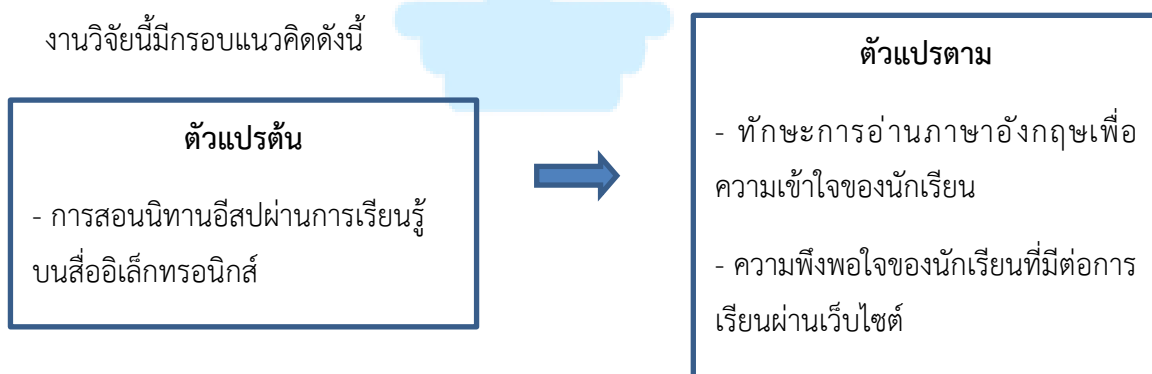 งานวิจัยนี้มีกรอบแนวคิดดังนี้
ตัวแปรต้น
- การสอนนิทานอีสปผ่านการเรียนรู้
บนสื่ออิเล็กทรอนิกส์
ตัวแปรตาม
- ทักษะการอ่านภาษาอังกฤษเพื่อ
ความเข้าใจของนักเรียน
- ความพึงพอใจของนักเรียนที่มีต่อการ
เรียนผ่านเว็บไซต์